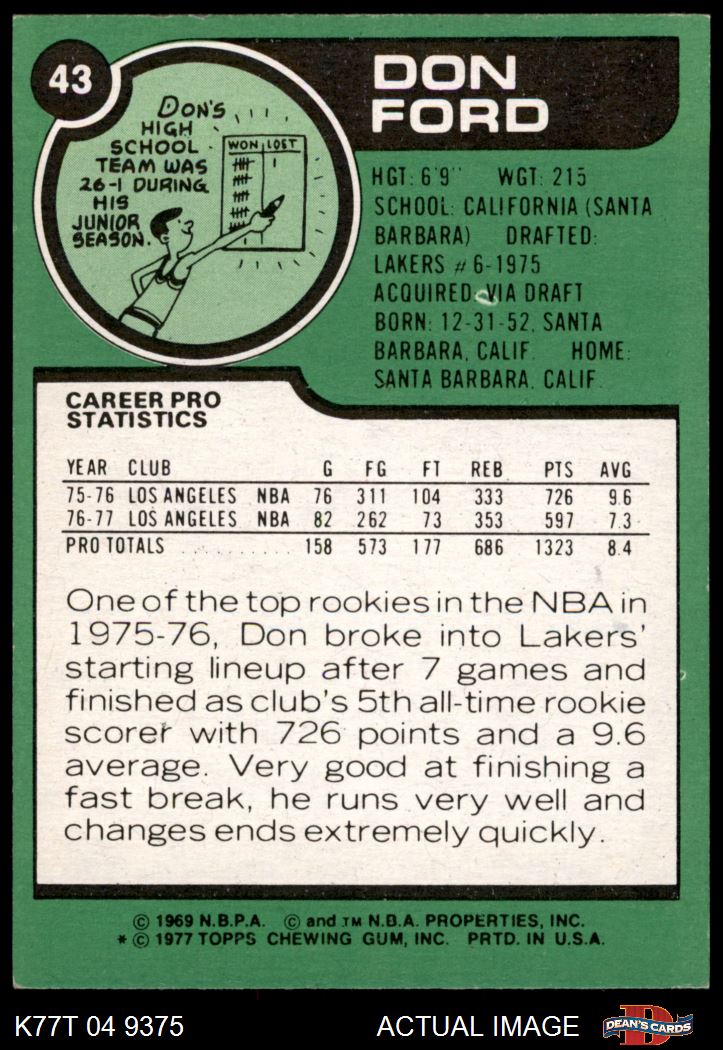 43
DON
FORD
DON'S
HIGH
SCHOOL
TEAM WAS
26-1 DURING
HIS
JUNIOR
SEASON.
WON LOST
HGT: 6'9" WGT: 215
SCHOOL: CALIFORNIA (SANTA
BARBARA) DRAFTED:
LAKERS #6-1975
ACQUIRED: VIA DRAFT
BORN: 12-31-52, SANTA
BARBARA, CALIF. HOME:
SANTA BARBARA, CALIF.
CAREER PRO
STATISTICS
YEAR CLUB G FG FT REB PTS AVG
75-76 LOS ANGELES NBA 76 311 104 333 726 9.6
76-77 LOS ANGELES NBA 82 262 73 353 597 7.3
PRO TOTALS . . . . . . . . . . 158 573 177 686 1323 8.4
One of the top rookies in the NBA in
1975-76, Don broke into Lakers'
starting lineup after 7 games and
finished as club's 5th all-time rookie
scorer with 726 points and a 9.6
average. Very good at finishing a
fast break, he runs very well and
changes ends extremely quickly.
© 1969 N.B.P.A. © and TM N.B.A. PROPERTIES, INC.
* © 1977 TOPPS CHEWING GUM, INC. PRTD. IN U.S.A.
K77T 04 9375 ACTUAL IMAGE
D
DEAN'S CARDS